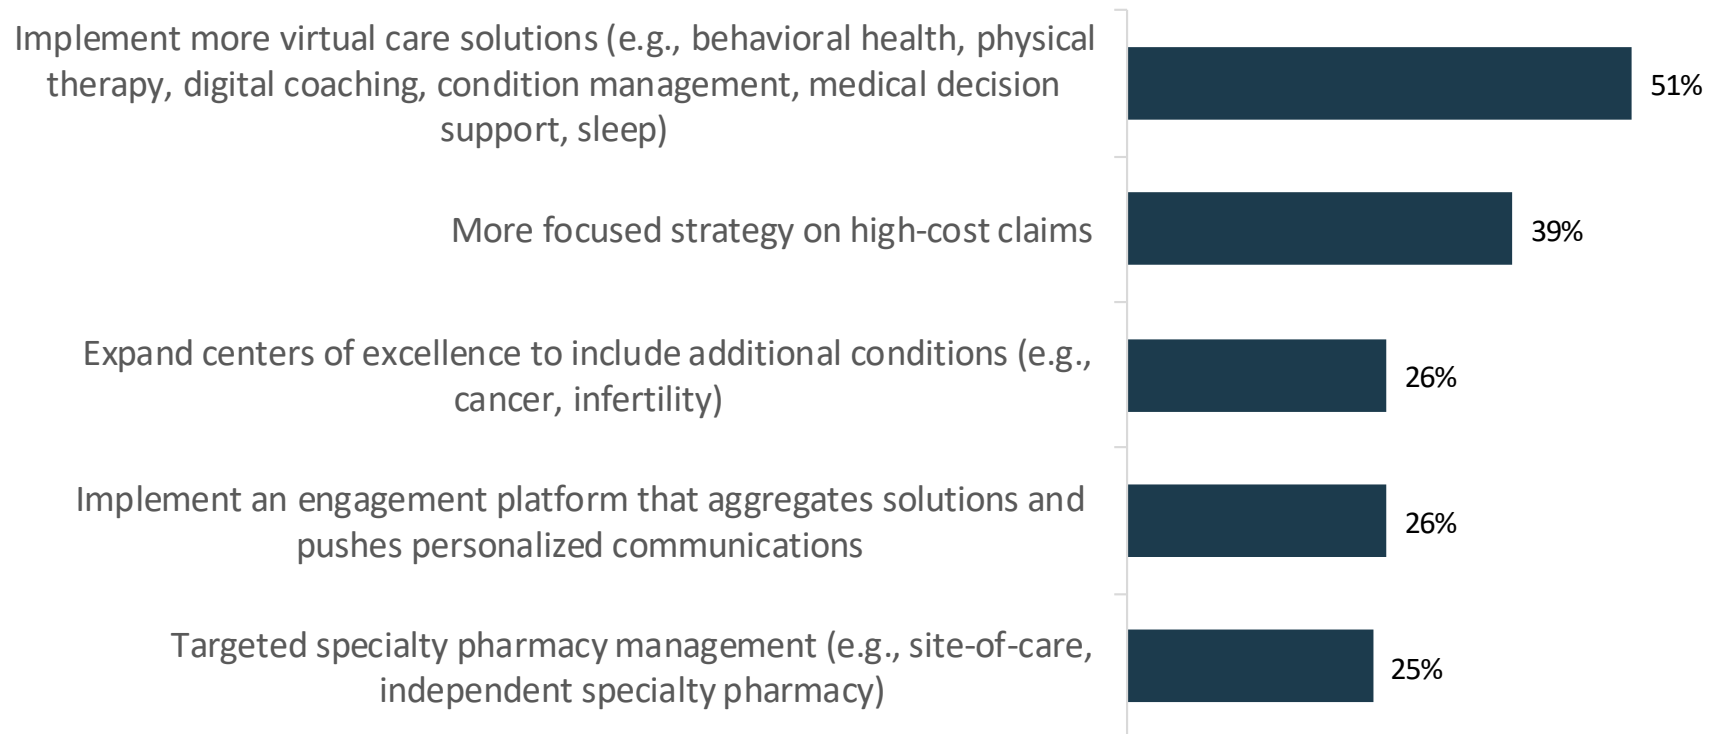 Implement more virtual care solutions (e.g., behavioral health, physical
therapy, digital coaching, condition management, medical decision
support, sleep)
51%
More focused strategy on high-cost claims
39%
Expand centers of excellence to include additional conditions (e.g.,
cancer, infertility)
26%
Implement an engagement platform that aggregates solutions and
pushes personalized communications
26%
Targeted specialty pharmacy management (e.g., site-of-care,
independent specialty pharmacy)
25%